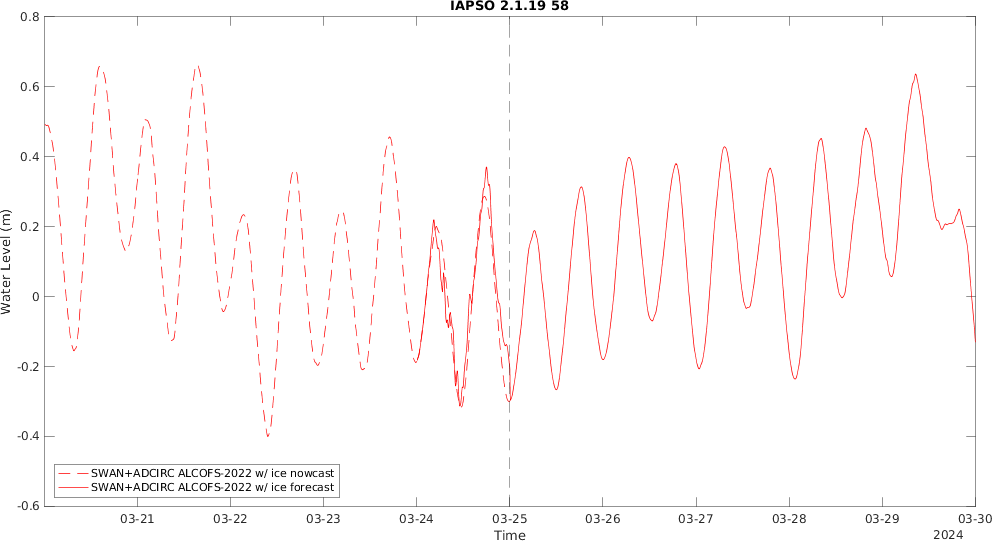 IAPSO 2.1.19 58
0.8
0.6
0.4
0.2
0
-0.2
-0.4
-0.6
Water Level (m)
SWAN+ADCIRC ALCOFS-2022 w/ ice nowcast
SWAN+ADCIRC ALCOFS-2022 w/ ice forecast
03-21 03-22 03-23 03-24 03-25 03-26 03-27 03-28 03-29 03-30
Time
2024